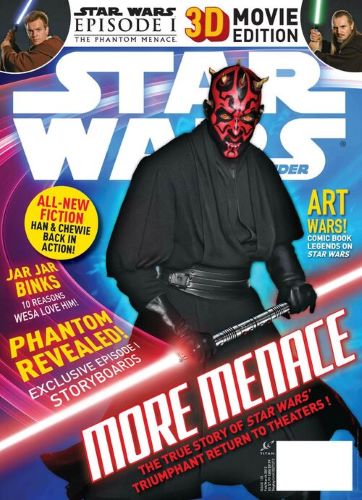 STAR WARS
EPISODE I
THE PHANTOM MENACE
3D MOVIE
EDITION
STAR
WARS
®
ALL-NEW
FICTION
HAN & CHEWIE
BACK IN
ACTION!
ART
WARS!
COMIC BOOK
LEGENDS ON
STAR WARS
JAR JAR
BINKS
10 REASONS
WESA LOVE HIM!
PHANTOM
REVEALED!
EXCLUSIVE EPISODE I
STORYBOARDS
MORE MENACE
THE TRUE STORY OF STAR WARS'
TRIUMPHANT RETURN TO THEATERS!
TITAN